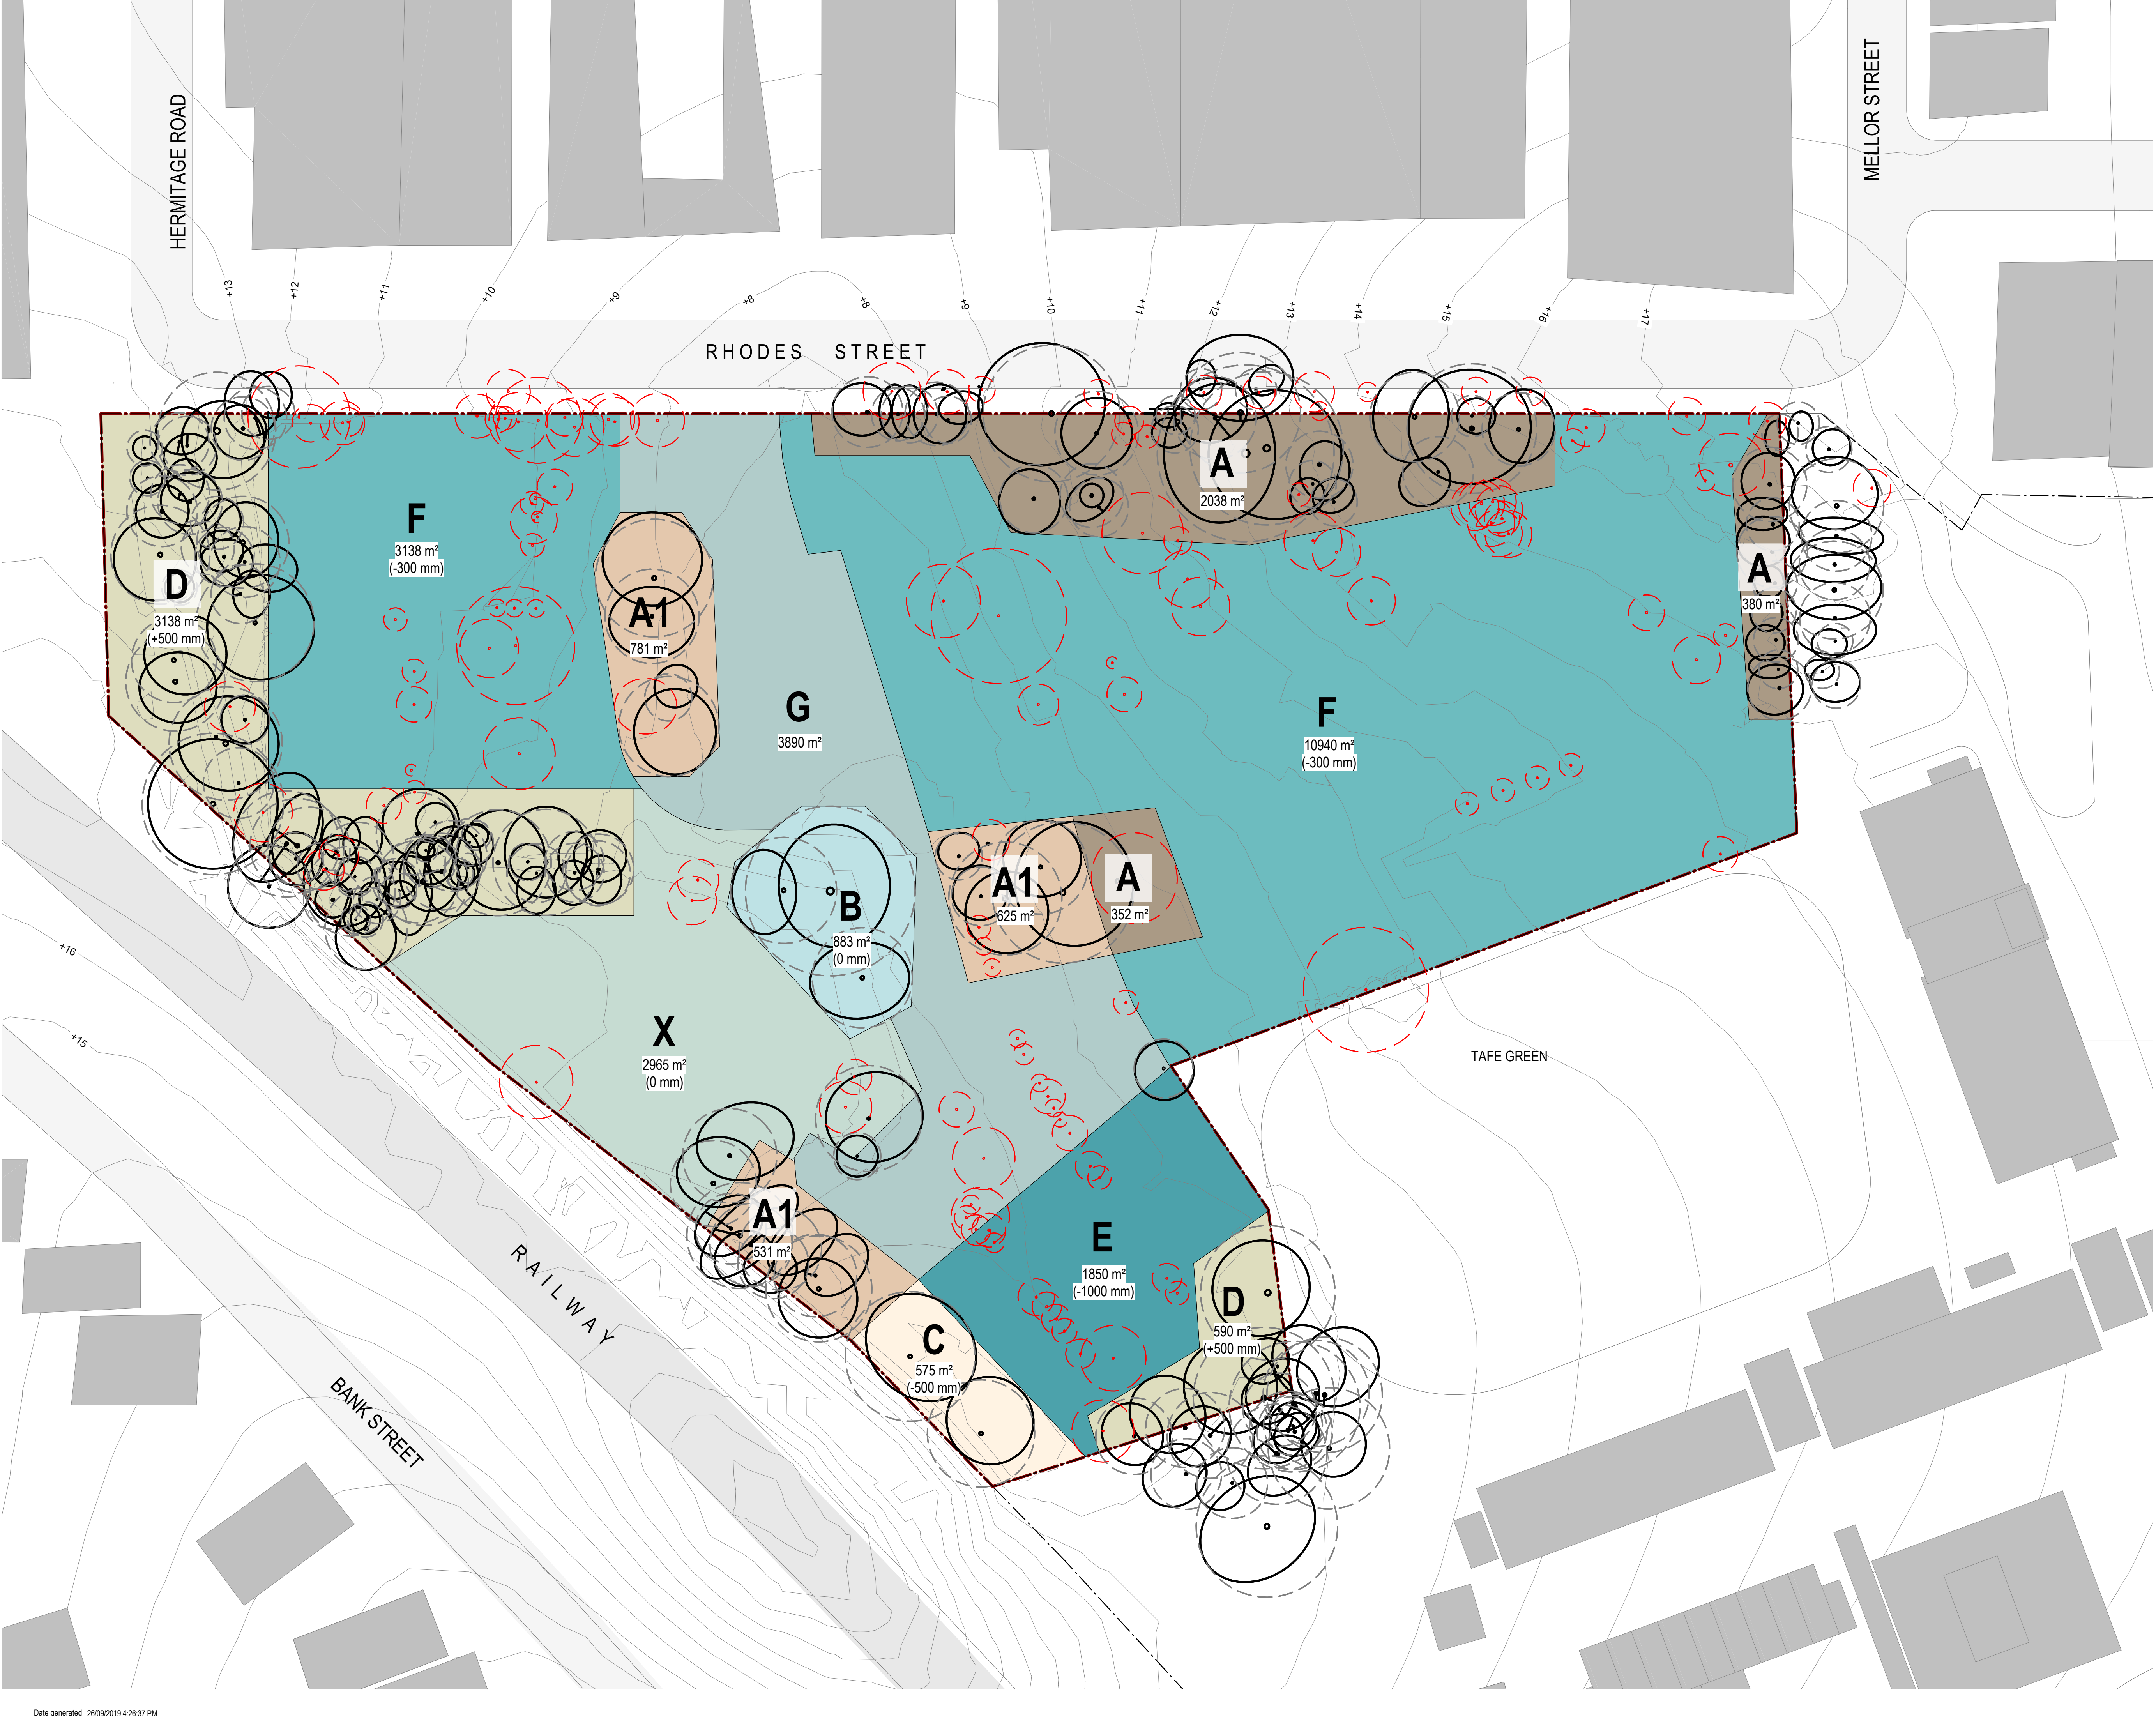 HERMITAGE ROAD
MELLOR STREET
+13
+12
+11
+10
+9
+8
+8
+9
+10
+11
+12
+13
+14
+15
+16
+17
RHODES STREET
A
2038 m²
F
3138 m²
(-300 mm)
D
3138 m²
(+500 mm)
A1
781 m²
A
380 m²
G
3890 m²
F
10940 m²
(-300 mm)
B
883 m²
(0 mm)
A1
625 m²
A
352 m²
X
2965 m²
(0 mm)
+16
+15
TAFE GREEN
A1
531 m²
E
1850 m²
(-1000 mm)
D
590 m²
(+500 mm)
C
575 m²
(-500 mm)
RAILWAY
BANK STREET
Date generated 26/09/2019 4:26:37 PM